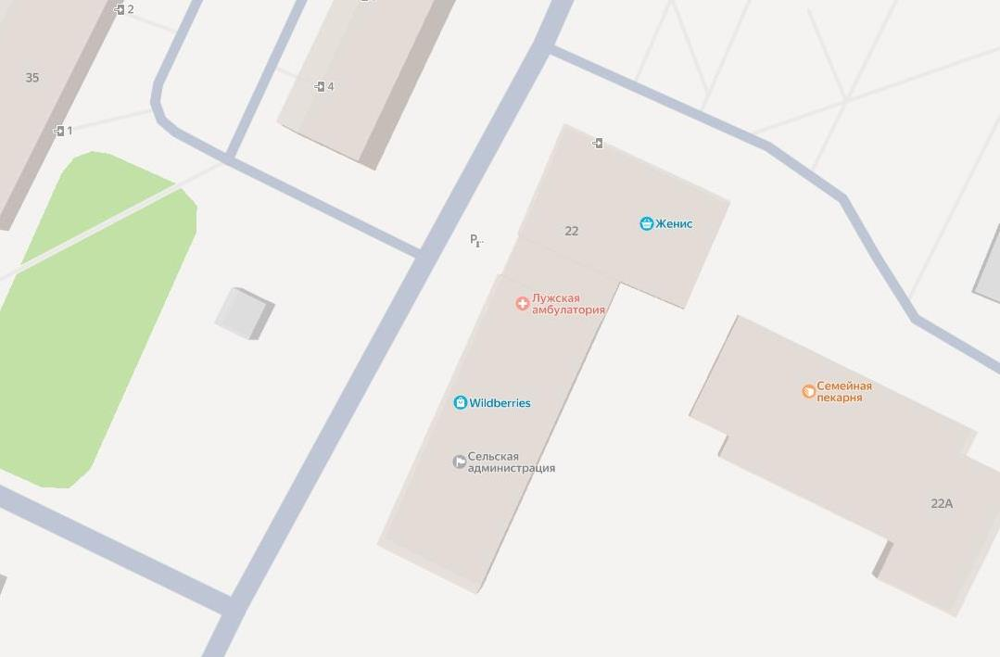 2
35
4
1
22
Женис
Лужская
амбулатория
Wildberries
Сельская
администрация
Семейная
пекарня
22А